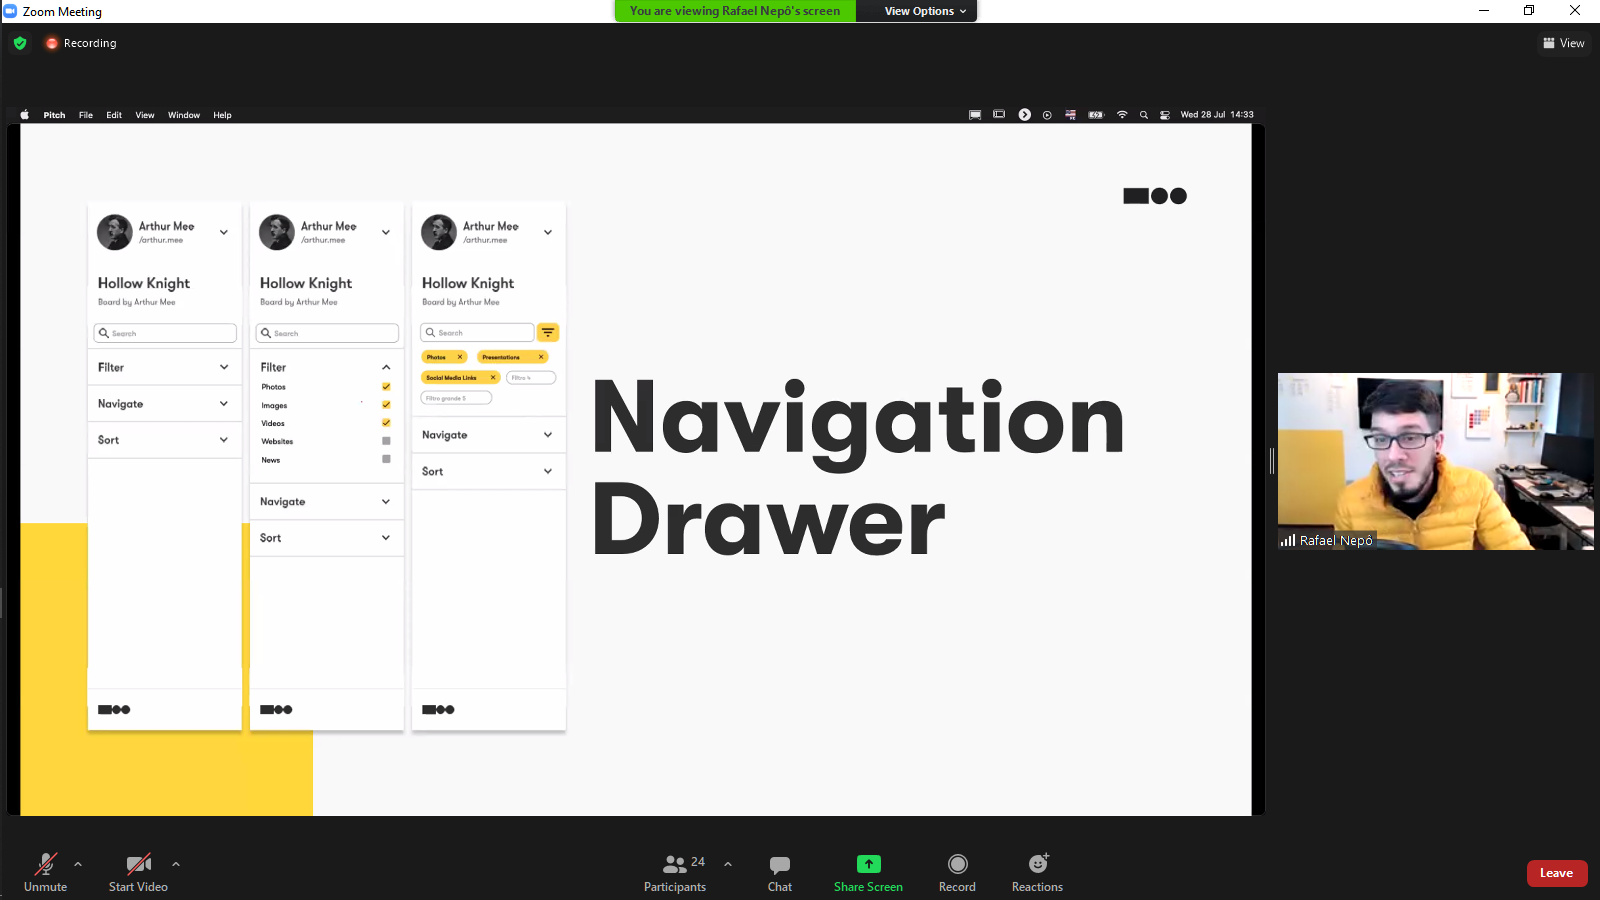 Zoom Meeting
You are viewing Rafael Nepô's screen
View Options
Recording
View
Pitch File Edit View Window Help
Wed 28 Jul 14:33
Arthur Mee
/arthur.mee
Hollow Knight
Board by Arthur Mee
Search
Filter
Navigate
Sort
Arthur Mee
/arthur.mee
Hollow Knight
Board by Arthur Mee
Search
Filter
Photos
Images
Videos
Websites
News
Navigate
Sort
Arthur Mee
/arthur.mee
Hollow Knight
Board by Arthur Mee
Search
Photos × Presentations ×
Social Media Links × Filtro 4
Filtro grande 5
Navigate
Sort
Navigation
Drawer
Rafael Nepô
Unmute
Start Video
24
Participants
Chat
Share Screen
Record
Reactions
Leave